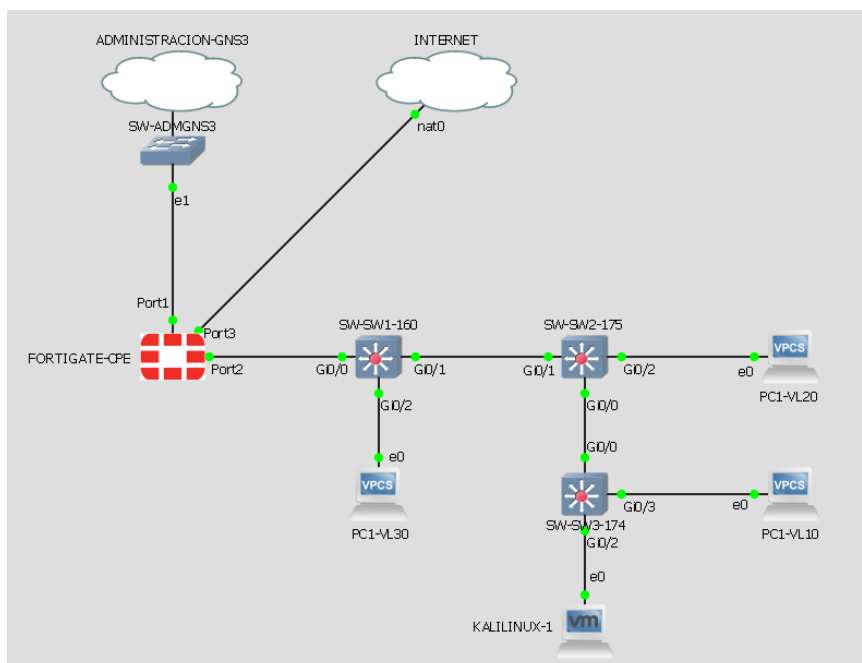 ADMINISTRACION-GNS3
INTERNET
SW-ADMGNS3
nat0
e1
Port1
Port3
SW-SW1-160
SW-SW2-175
FORTIGATE-CPE
Port2
Gi0/0
Gi0/1
Gi0/1
Gi0/2
e0
VPCS
PC1-VL20
Gi0/2
Gi0/0
e0
VPCS
PC1-VL30
Gi0/0
SW-SW3-174
Gi0/3
e0
VPCS
PC1-VL10
Gi0/2
e0
KALILINUX-1
vm